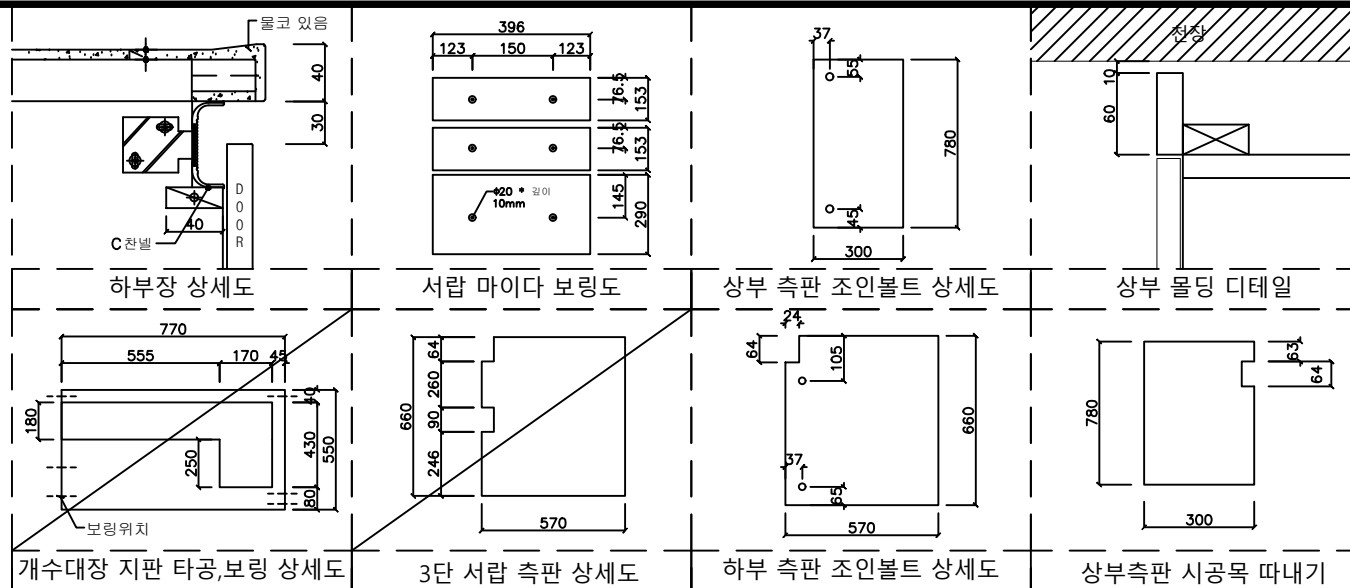 물코 있음
40
30
40
C찬넬
DOOR
하부장 상세도
396
123 150 123
76.5
153
76.5
153
145
290
ϕ20 * 깊이
10mm
서랍 마이다 보링도
37
55
780
45
300
상부 측판 조인볼트 상세도
천장
10
60
상부 몰딩 디테일
770
555 170 45
40
180
430
550
250
80
보링위치
개수대장 지판 타공,보링 상세도
64
260
660
90
246
570
3단 서랍 측판 상세도
24
64
105
660
37
65
570
하부 측판 조인볼트 상세도
63
64
780
300
상부측판 시공목 따내기